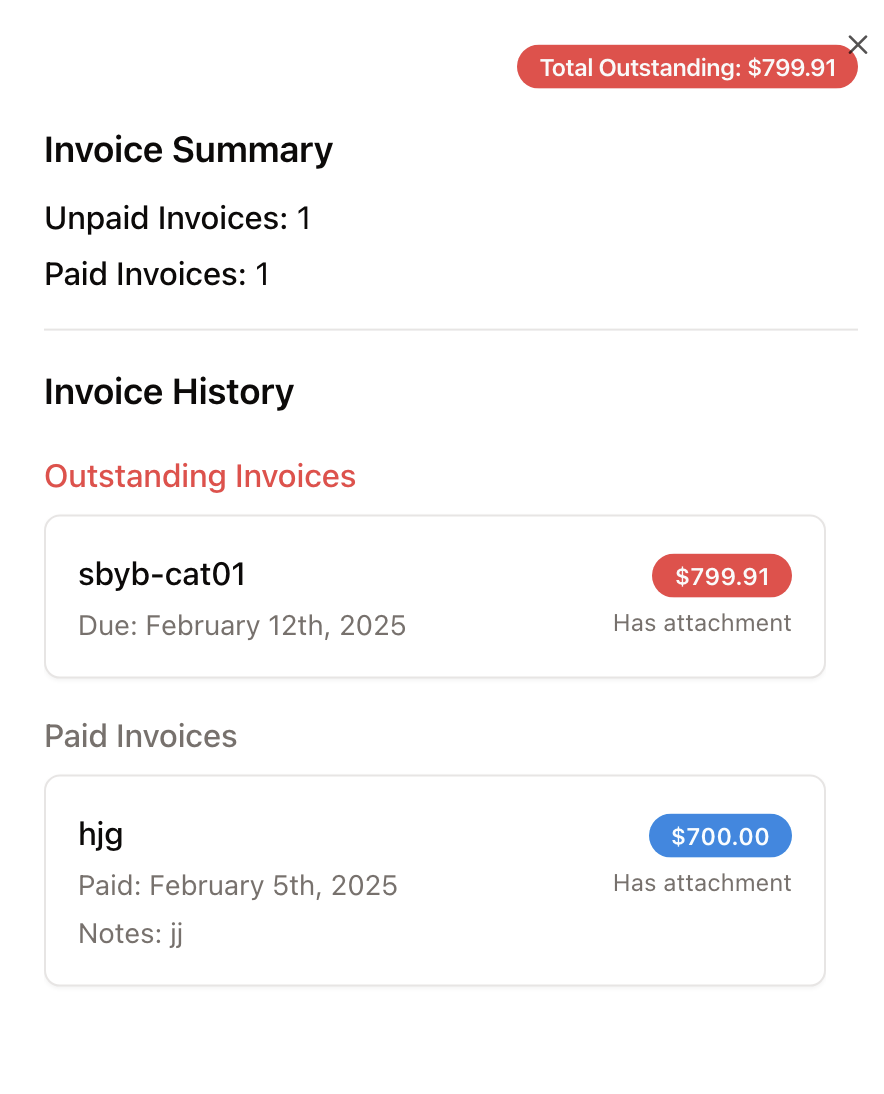 Total Outstanding: $799.91
Invoice Summary
Unpaid Invoices: 1
Paid Invoices: 1
Invoice History
Outstanding Invoices
sbyb-cat01
$799.91
Due: February 12th, 2025
Has attachment
Paid Invoices
hjg
$700.00
Paid: February 5th, 2025
Has attachment
Notes: jj